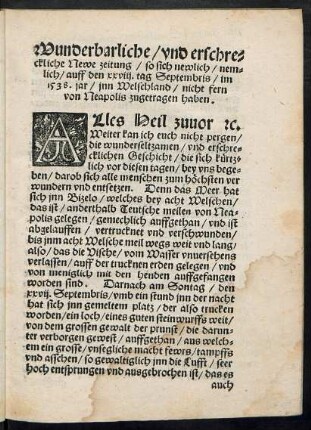 Wunderbarliche / vnd erschre-
ckliche Newe zeitung / so sich newlich / nem-
lich / auff den xxviij. tag Septembris / im
1538. jar / jnn Welschland / nicht fern
von Neapolis zugetragen haben.
ALles Heil zuuor ꝛc.
Weiter kan ich euch nicht pergen /
die wunderseltzamen / vnd erschre-
cklichen Geschicht / die sich kürtz-
lich vor diesen tagen / bey vns bege-
ben / darob sich alle menschen zum höchsten ver
wundern vnd entsetzen. Denn das Meer hat
sich jnn Bizelo / welches bey acht Welschen /
das ist / anderthalb Teutsche meilen von Nea-
polis gelegen / gemechlich auffgethan / vnd ist
abgelauffen / vertrucknet vnd verschwunden /
bis jnn acht Welsche meil wegs weit vnd lang /
also / das die Vische / vom Wasser vnuersehens
verlassen / auff der trucknen erden gelegen / vnd
von meniglich mit den henden auffgefangen
worden sind. Darnach am Sontag / den
xxvij. Septembris / vmb ein stund jnn der nacht
hat sich jnn gemeltem platz / der also trucken
worden / ein loch / eines guten steinwurffs weit /
von dem grossen gewalt der prunst / die darun-
ter verborgen gewest / auffgethan / aus welch-
em ein grosse / vnsegliche macht fewrs / tampffs
vnd asschen / so gewaltiglich jnn die Lufft / seer
hoch entsprungen vnd ausgebrochen ist / das es
auch